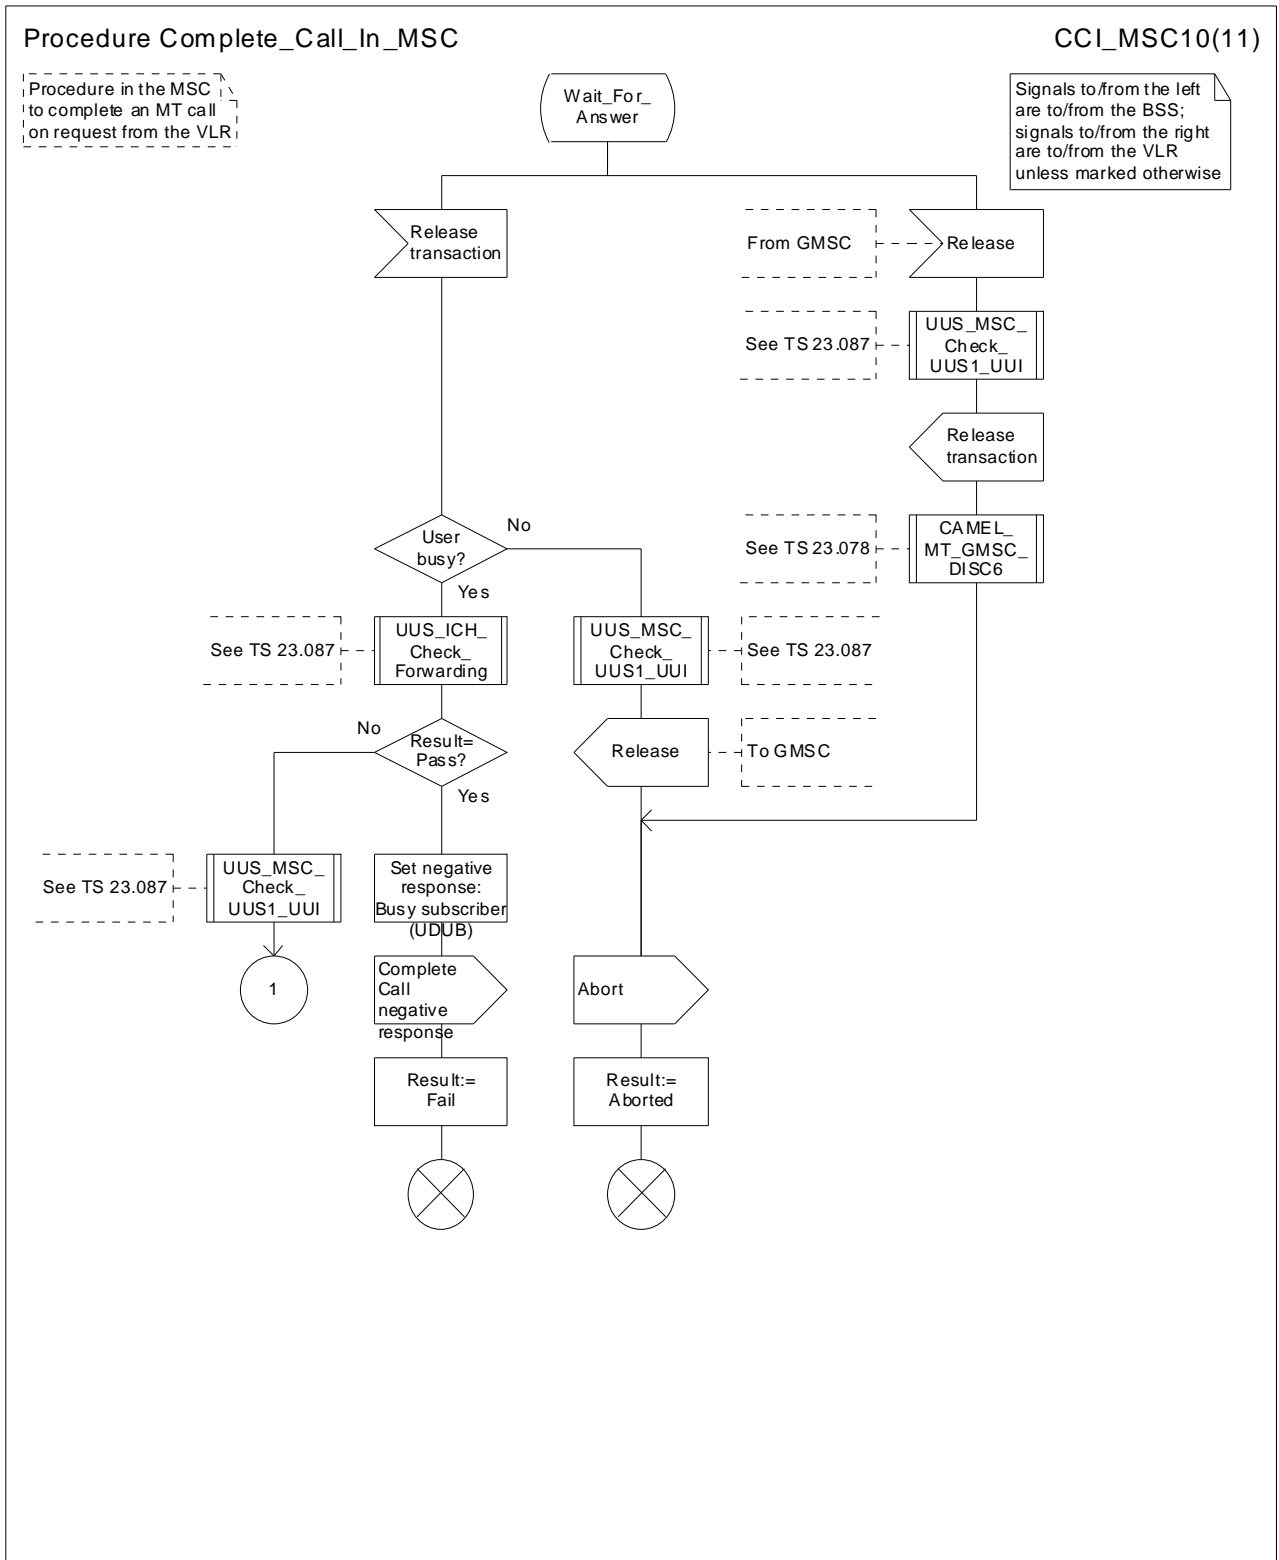 Procedure Complete_Call_In_MSC
CCI_MSC10(11)
Procedure in the MSC
to complete an MT call
on request from the VLR
Wait_For_
Answer
Signals to/from the left
are to/from the BSS;
signals to/from the right
are to/from the VLR
unless marked otherwise
Release
transaction
From GMSC
Release
See TS 23.087
UUS_MSC_
Check_
UUS1_UUI
Release
transaction
User
busy?
No
Yes
See TS 23.078
CAMEL_
MT_GMSC_
DISC6
See TS 23.087
UUS_ICH_
Check_
Forwarding
UUS_MSC_
Check_
UUS1_UUI
See TS 23.087
No
Result=
Pass?
Yes
Release
To GMSC
See TS 23.087
UUS_MSC_
Check_
UUS1_UUI
Set negative
response:
Busy subscriber
(UDUB)
1
Complete
Call
negative
response
Abort
Result:=
Fail
Result:=
Aborted